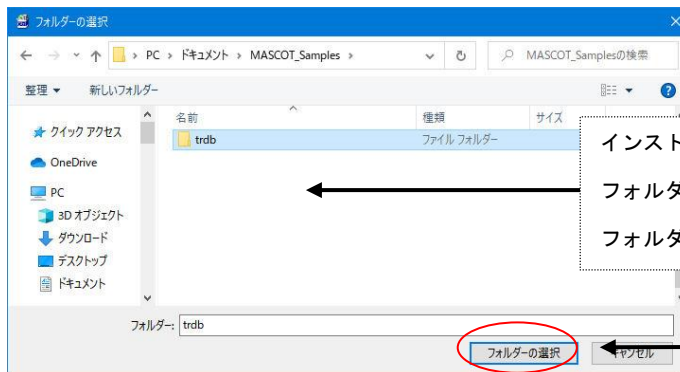 フォルダーの選択
PC › ドキュメント › MASCOT_Samples ›
MASCOT_Samplesの検索
整理 新しいフォルダー
名前 種類 サイズ
クイック アクセス
trdb ファイル フォルダー
OneDrive
PC
3D オブジェクト
ダウンロード
デスクトップ
ドキュメント
インスト
フォルダ
フォルダ
フォルダー: trdb
フォルダーの選択 キャンセル